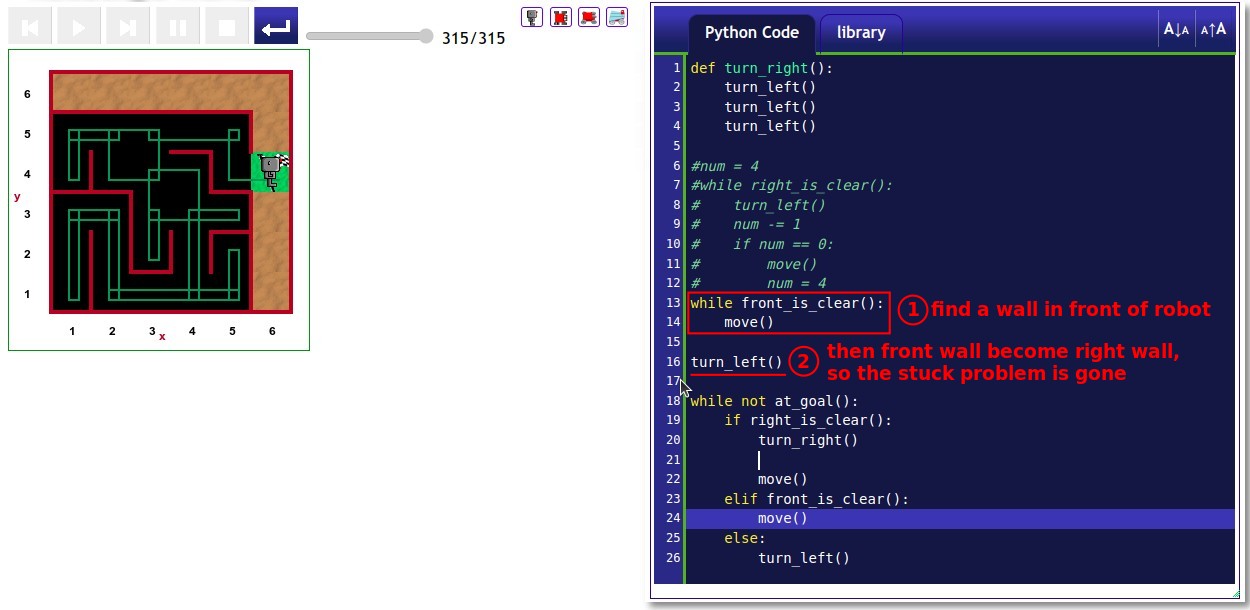 315/315
6
5
4
y
3
2
1
1 2 3 x 4 5 6
Python Code
library
A↓A A↑A
1 def turn_right():
2     turn_left()
3     turn_left()
4     turn_left()
5
6 #num = 4
7 #while right_is_clear():
8 #    turn_left()
9 #    num -= 1
10 #    if num == 0:
11 #        move()
12 #        num = 4
13 while front_is_clear():
① find a wall in front of robot
14     move()
15
16 turn_left()
② then front wall become right wall,
so the stuck problem is gone
17
18 while not at_goal():
19     if right_is_clear():
20         turn_right()
21
22         move()
23     elif front_is_clear():
24         move()
25     else:
26         turn_left()